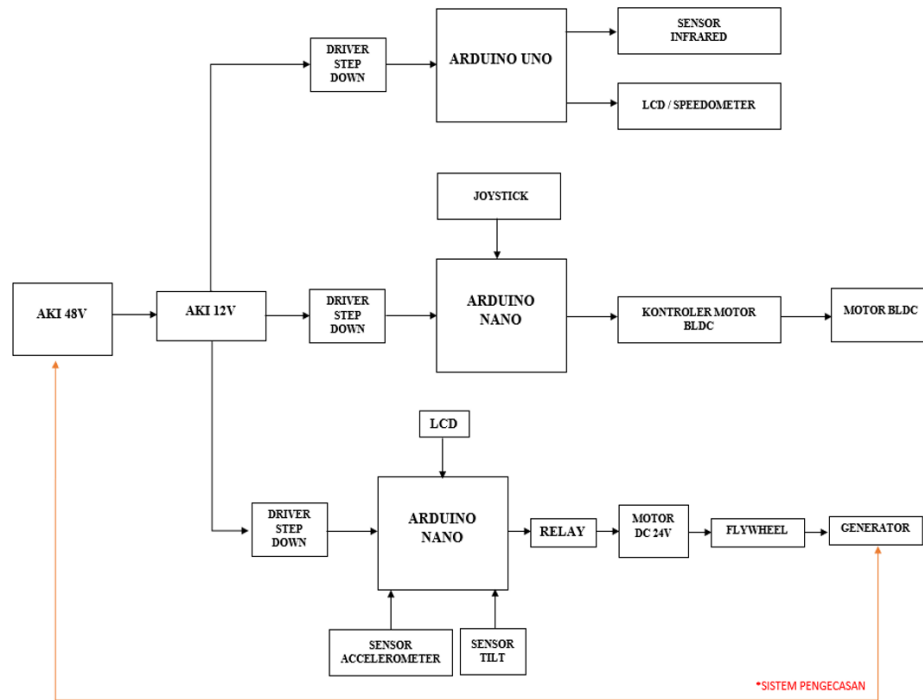 DRIVER
STEP
DOWN
ARDUINO UNO
SENSOR
INFRARED
LCD / SPEEDOMETER
JOYSTICK
AKI 48V
AKI 12V
DRIVER
STEP
DOWN
ARDUINO
NANO
KONTROLER MOTOR
BLDC
MOTOR BLDC
LCD
DRIVER
STEP
DOWN
ARDUINO
NANO
RELAY
MOTOR
DC 24V
FLYWHEEL
GENERATOR
SENSOR
ACCELEROMETER
SENSOR
TILT
*SISTEM PENGECASAN